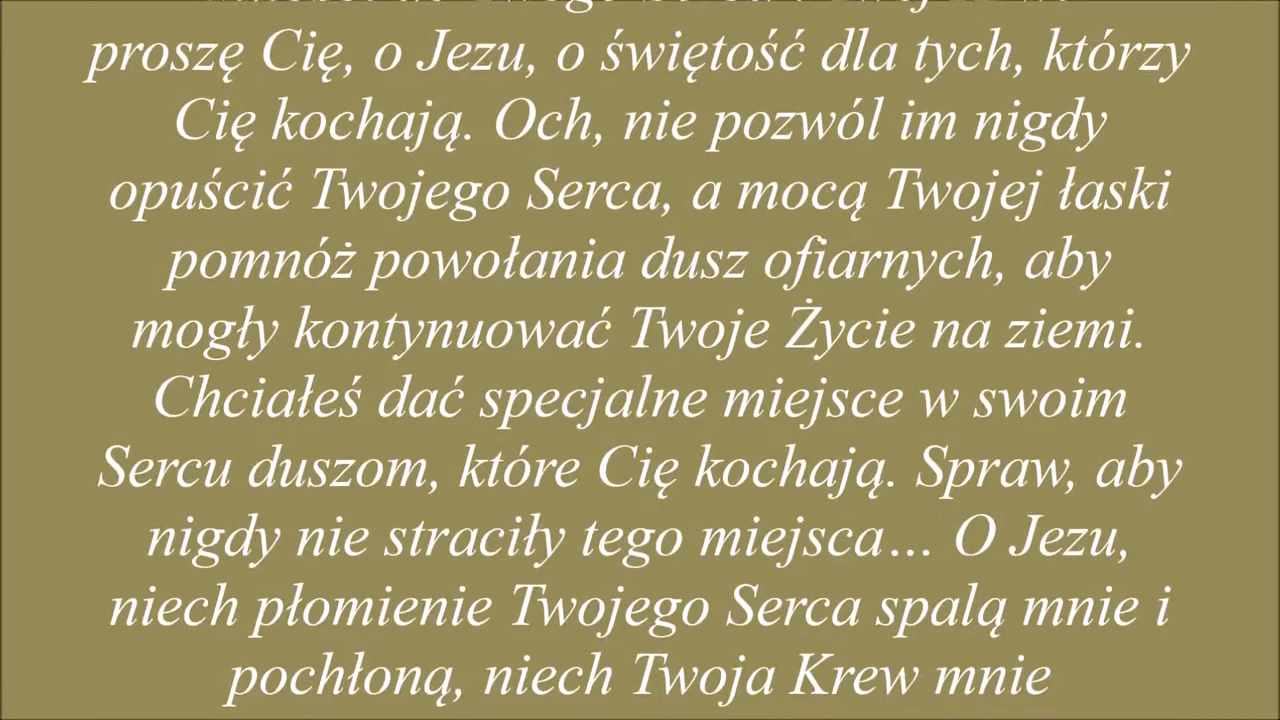 proszę Cię, o Jezu, o świętość dla tych, którzy
Cię kochają. Och, nie pozwól im nigdy
opuścić Twojego Serca, a mocą Twojej łaski
pomnóż powołania dusz ofiarnych, aby
mogły kontynuować Twoje Życie na ziemi.
Chciałeś dać specjalne miejsce w swoim
Sercu duszom, które Cię kochają. Spraw, aby
nigdy nie straciły tego miejsca… O Jezu,
niech płomienie Twojego Serca spalą mnie i
pochłoną, niech Twoja Krew mnie